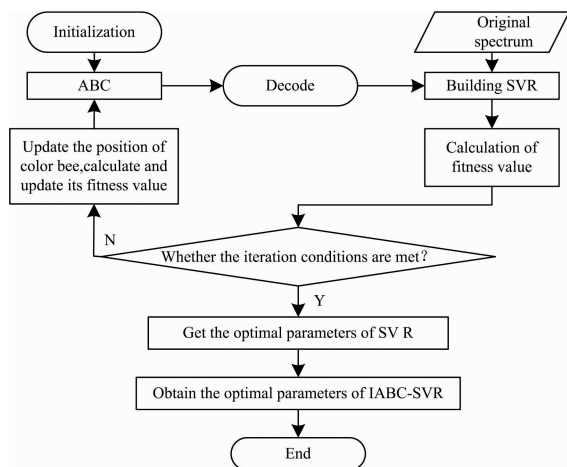 Initialization
Original
spectrum
ABC
Decode
Building SVR
Update the position of
color bee,calculate and
update its fitness value
Calculation of
fitness value
N
Whether the iteration conditions are met?
Y
Get the optimal parameters of SV R
Obtain the optimal parameters of IABC-SVR
End